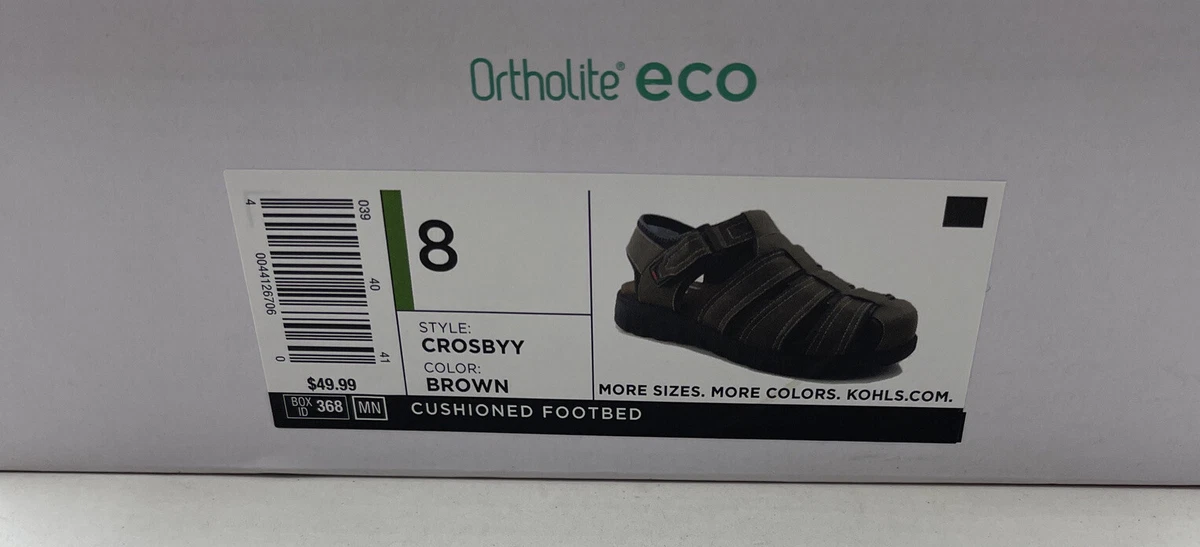 Ortholite® eco
4
039
40
0044126706
41
0
$49.99
BOX ID 368 MN
8
STYLE:
CROSBYY
COLOR:
BROWN
MORE SIZES. MORE COLORS. KOHLS.COM.
CUSHIONED FOOTBED